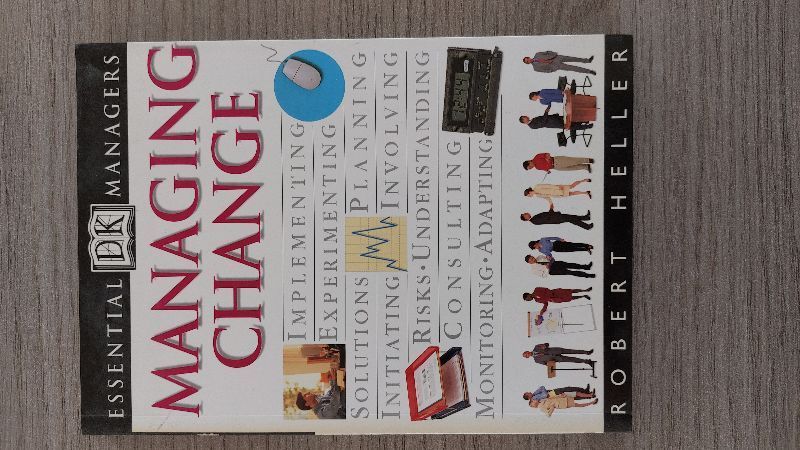 ESSENTIAL DK MANAGERS
MANAGING
CHANGE
IMPLEMENTING
EXPERIMENTING
SOLUTIONS PLANNING
INITIATING INVOLVING
RISKS • UNDERSTANDING
CONSULTING
MONITORING • ADAPTING
ROBERT HELLER